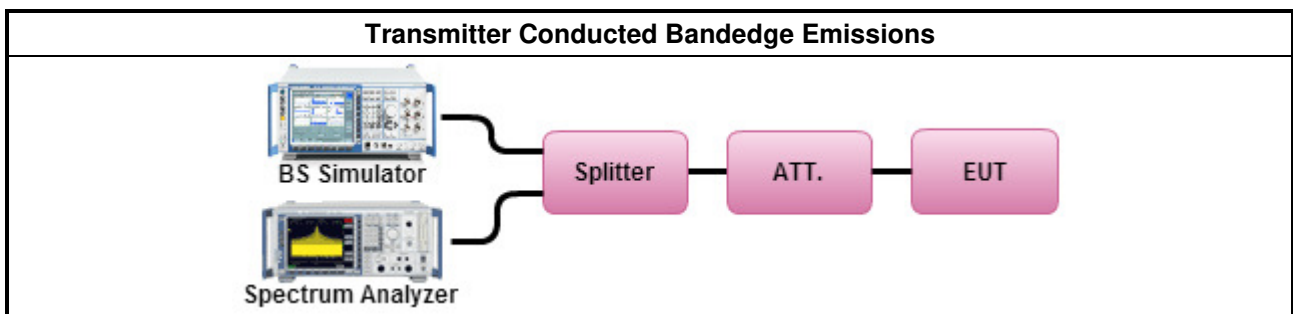 Transmitter Conducted Bandedge Emissions
BS Simulator
Splitter
ATT.
EUT
Spectrum Analyzer